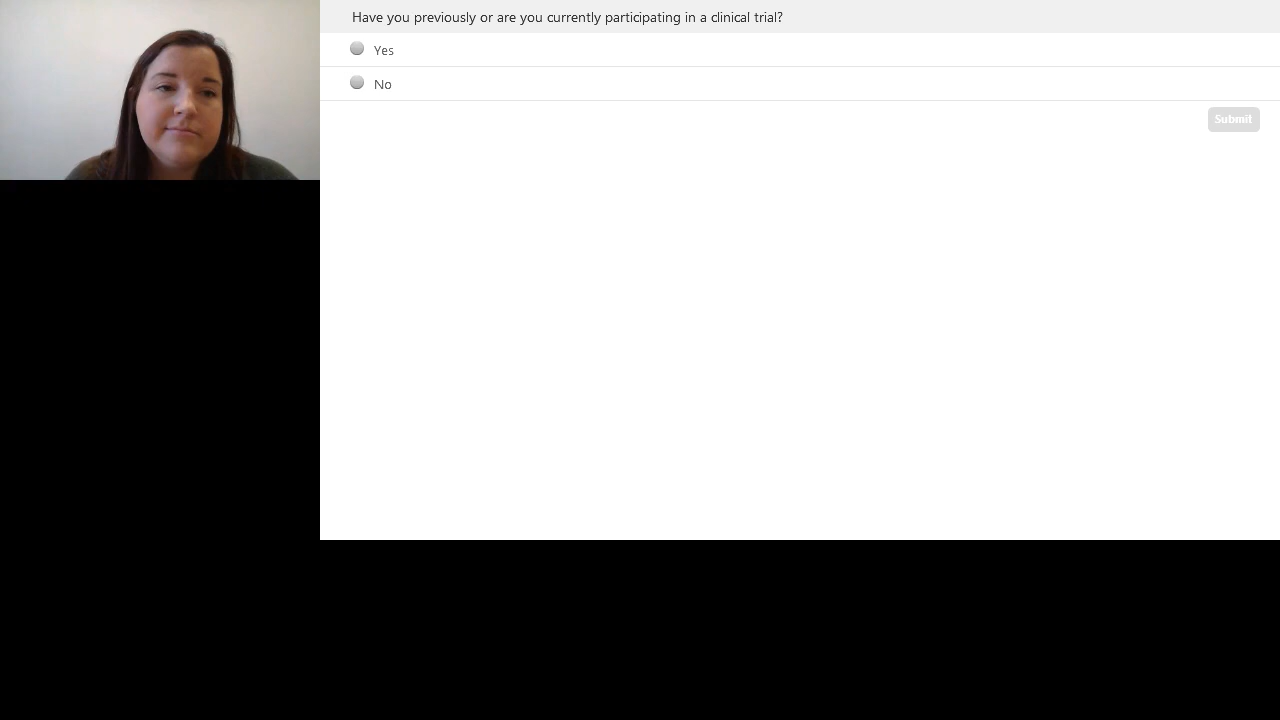 Have you previously or are you currently participating in a clinical trial?
Yes
No
Submit